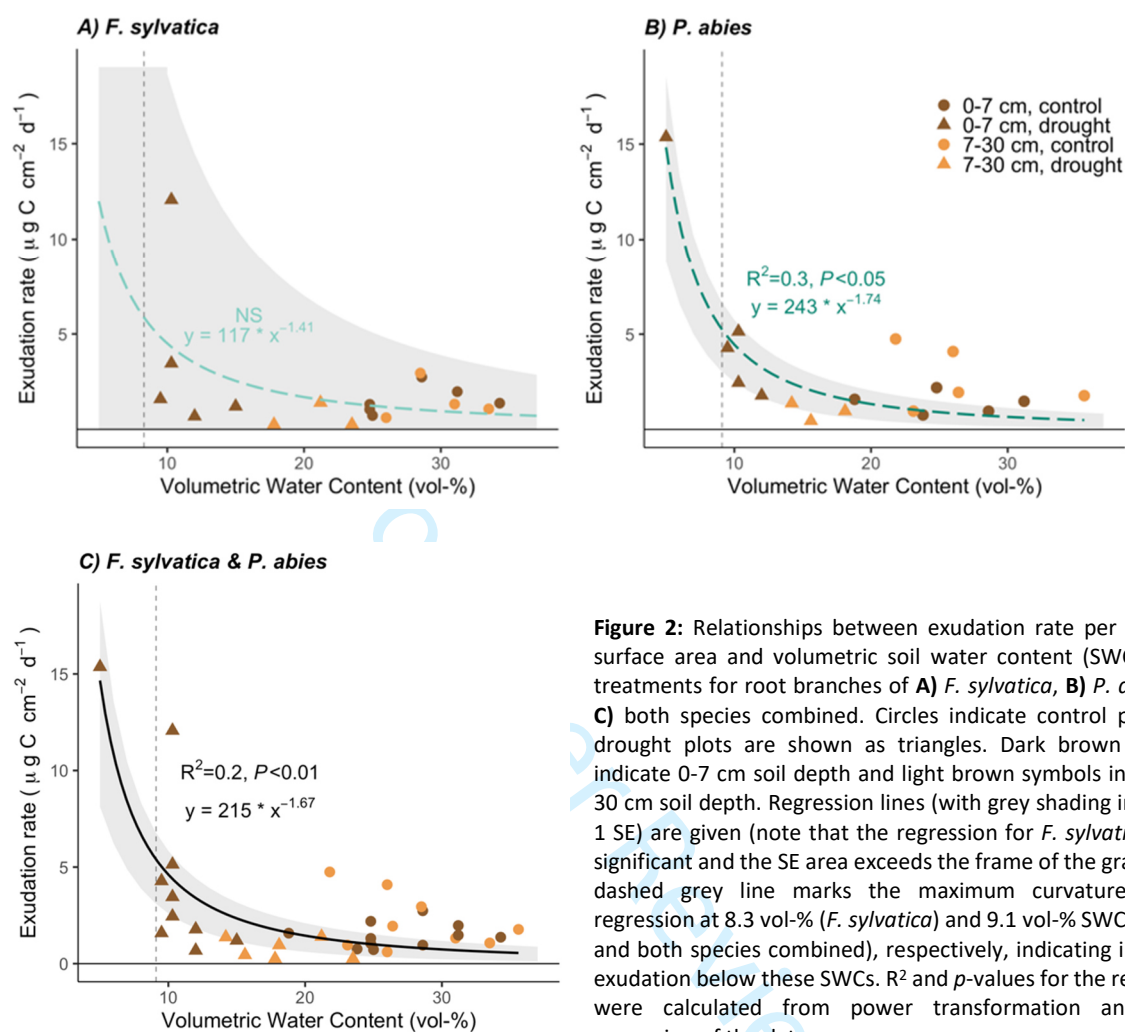 A) F. sylvatica
Exudation rate ( μ g C cm⁻² d⁻¹ )
15
10
5
NS
y = 117 * x⁻¹·⁴¹
10
20
30
Volumetric Water Content (vol-%)
B) P. abies
Exudation rate ( μ g C cm⁻² d⁻¹ )
15
10
5
0-7 cm, control
0-7 cm, drought
7-30 cm, control
7-30 cm, drought
R²=0.3, P<0.05
y = 243 * x⁻¹·⁷⁴
10
20
30
Volumetric Water Content (vol-%)
C) F. sylvatica & P. abies
Exudation rate ( μ g C cm⁻² d⁻¹ )
15
10
5
0
R²=0.2, P<0.01
y = 215 * x⁻¹·⁶⁷
10
20
30
Volumetric Water Content (vol-%)
Figure 2: Relationships between exudation rate per
surface area and volumetric soil water content (SWC
treatments for root branches of A) F. sylvatica, B) P.
C) both species combined. Circles indicate control
drought plots are shown as triangles. Dark brown
indicate 0-7 cm soil depth and light brown symbols
30 cm soil depth. Regression lines (with grey shading
1 SE) are given (note that the regression for F.
significant and the SE area exceeds the frame of the
dashed grey line marks the maximum curvature
regression at 8.3 vol-% (F. sylvatica) and 9.1 vol-% SWC
and both species combined), respectively, indicating
exudation below these SWCs. R² and p-values for the
were calculated from power transformation